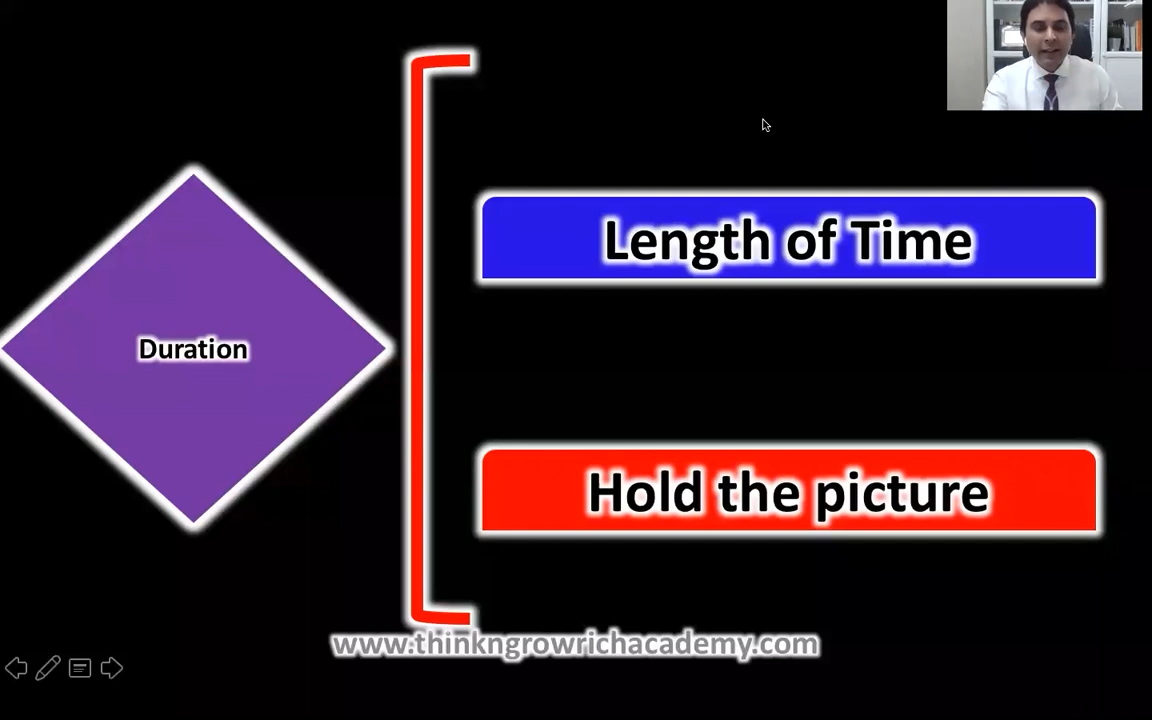 Duration
Length of Time
Hold the picture
www.thinkngrowrichacademy.com